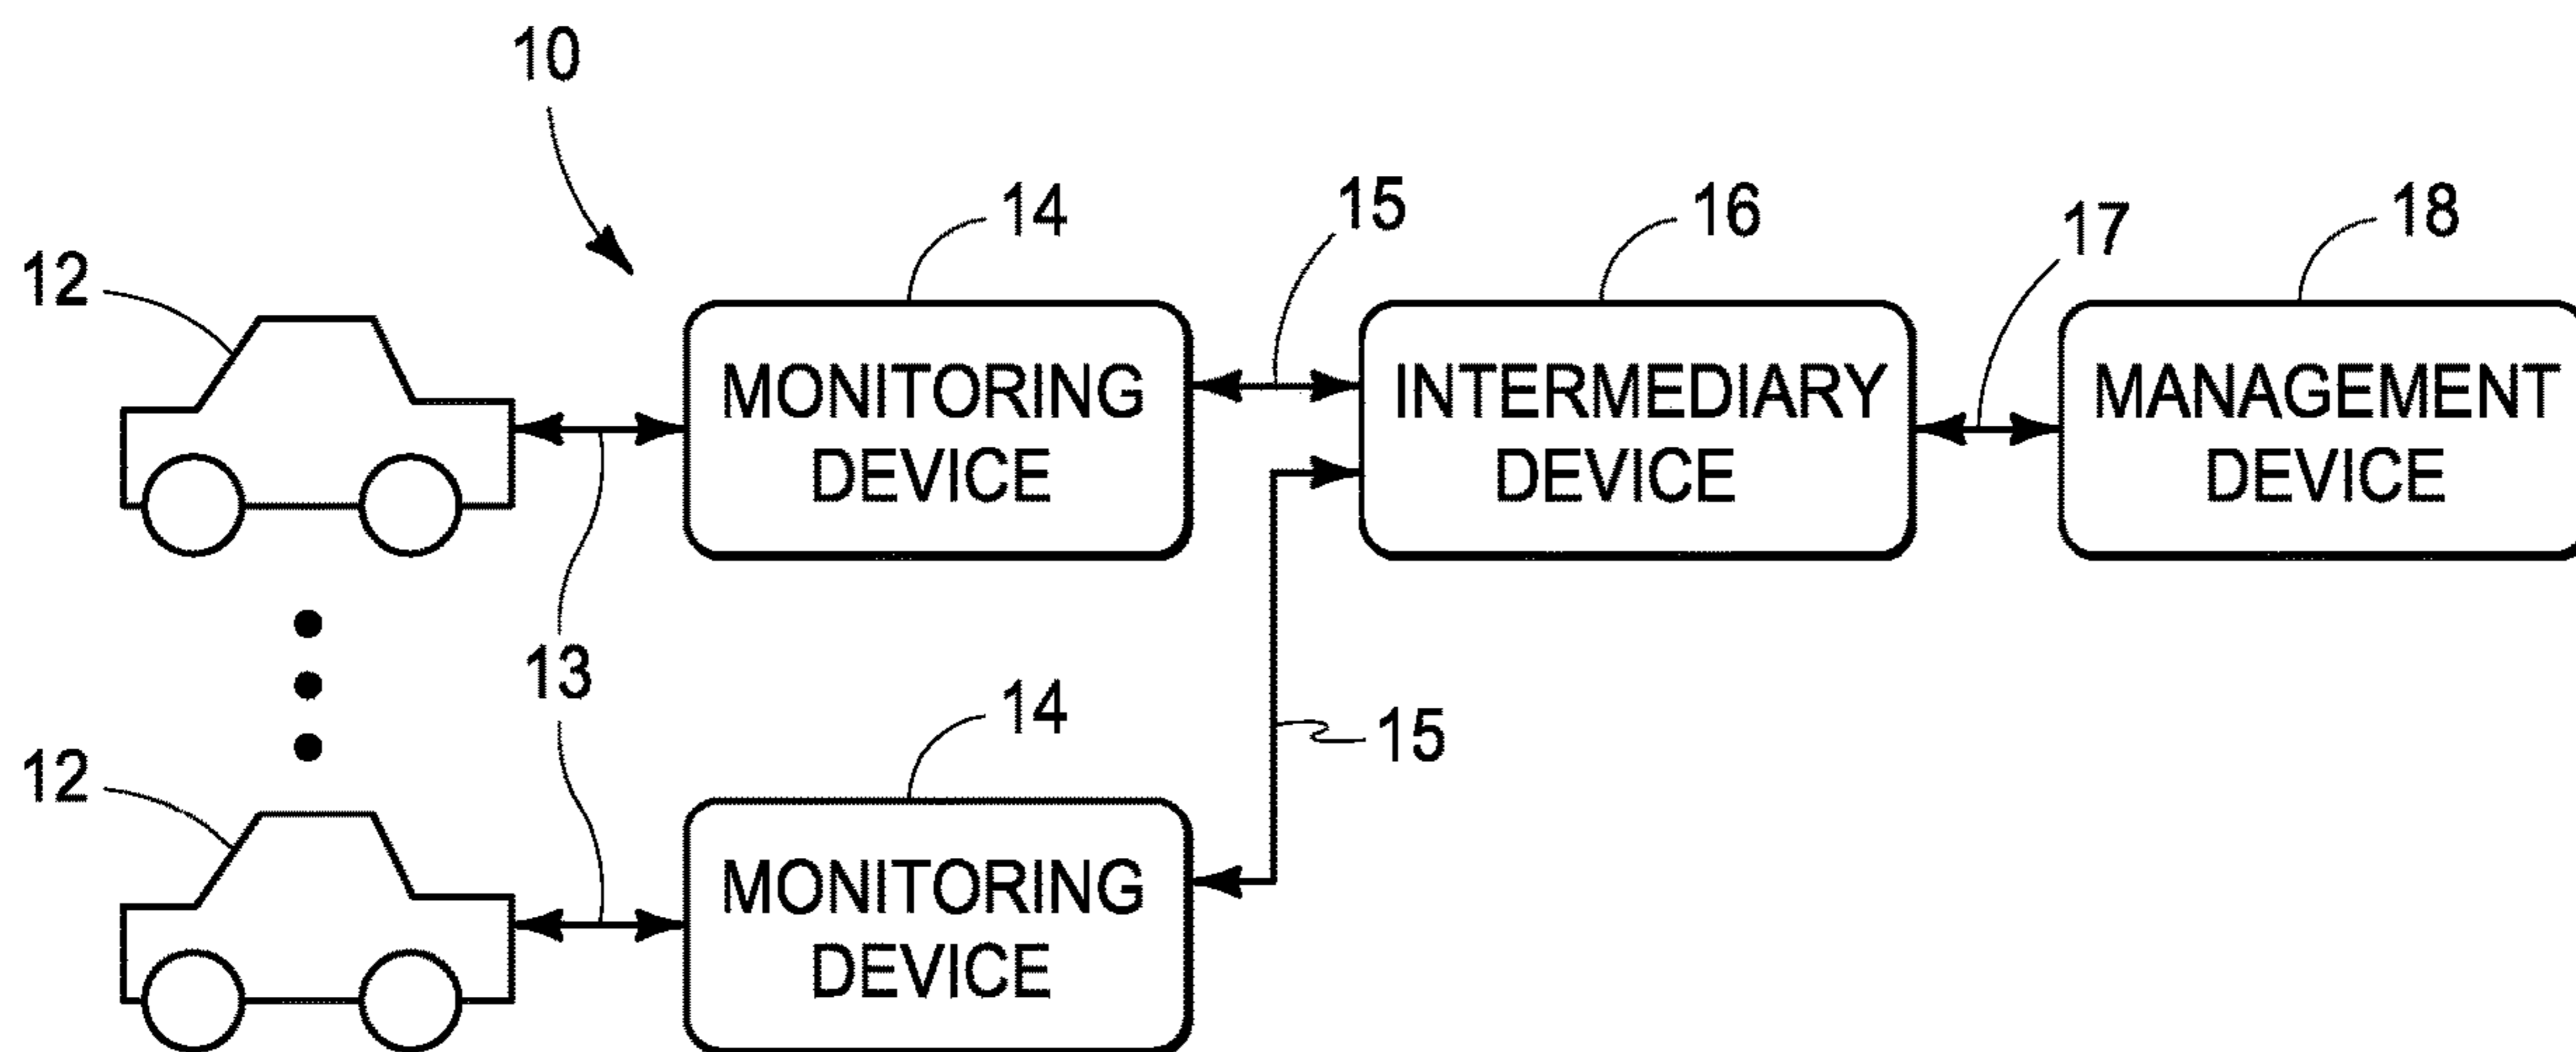 10
14
15
16
17
18
12
MONITORING
DEVICE
INTERMEDIARY
DEVICE
MANAGEMENT
DEVICE
13
14
15
12
MONITORING
DEVICE